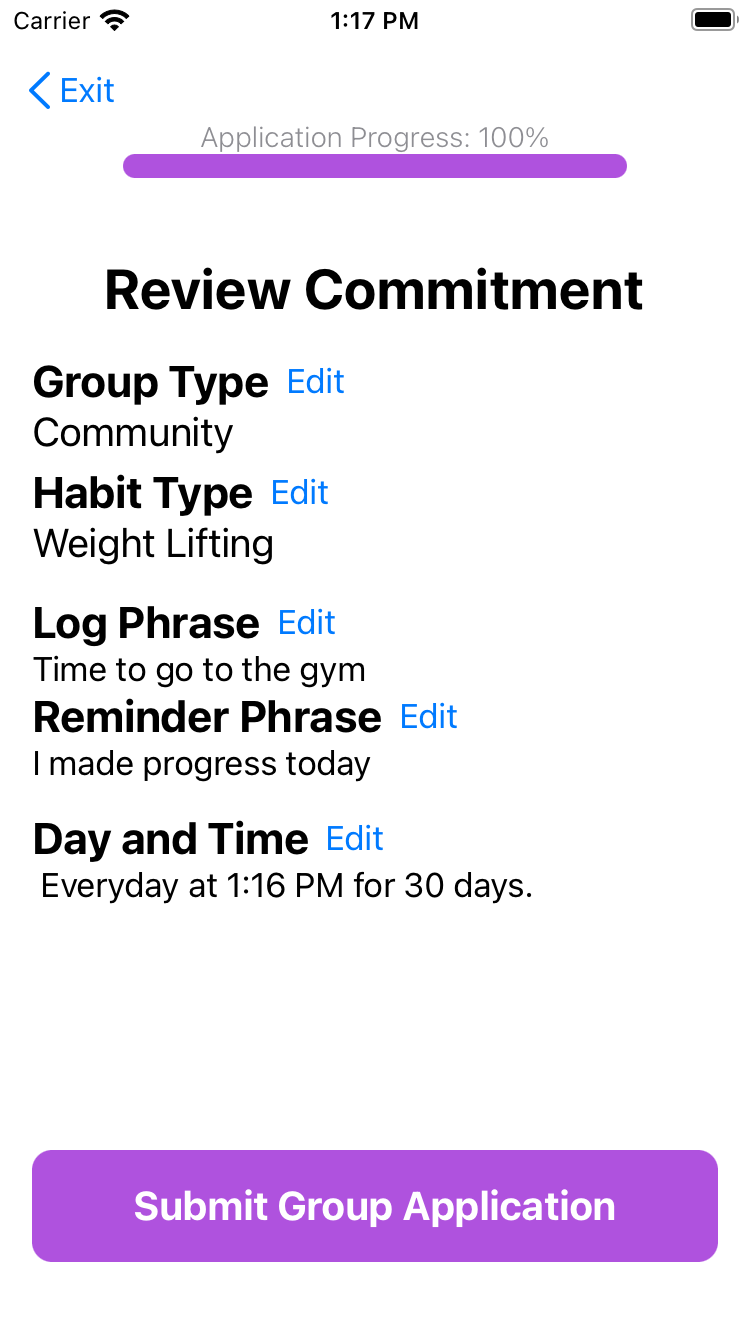 Carrier 1:17 PM
Exit
Application Progress: 100%
Review Commitment
Group Type Edit
Community
Habit Type Edit
Weight Lifting
Log Phrase Edit
Time to go to the gym
Reminder Phrase Edit
I made progress today
Day and Time Edit
Everyday at 1:16 PM for 30 days.
Submit Group Application